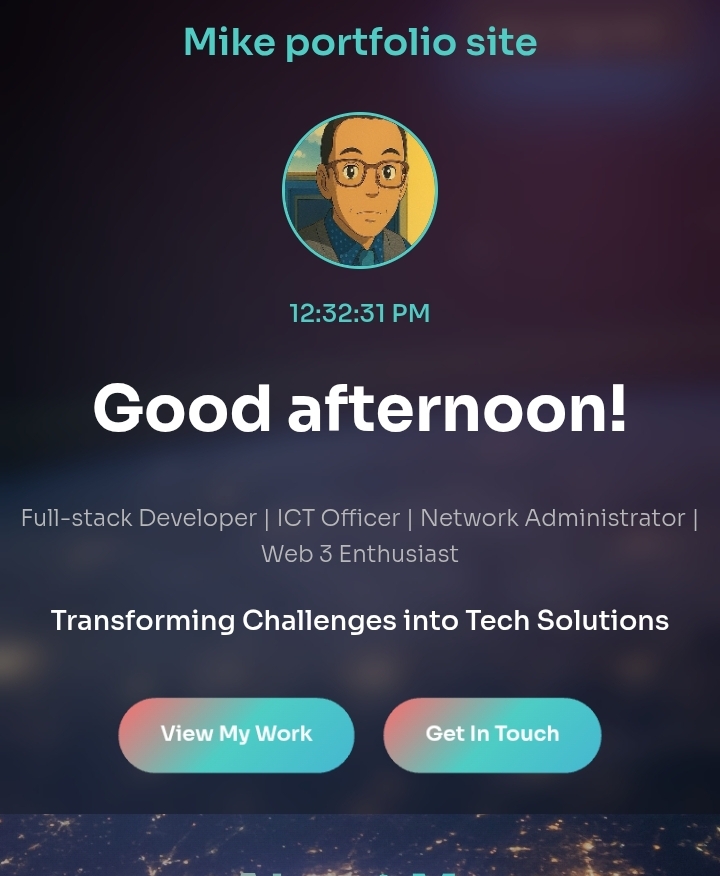 Mike portfolio site
12:32:31 PM
Good afternoon!
Full-stack Developer | ICT Officer | Network Administrator |
Web 3 Enthusiast
Transforming Challenges into Tech Solutions
View My Work
Get In Touch